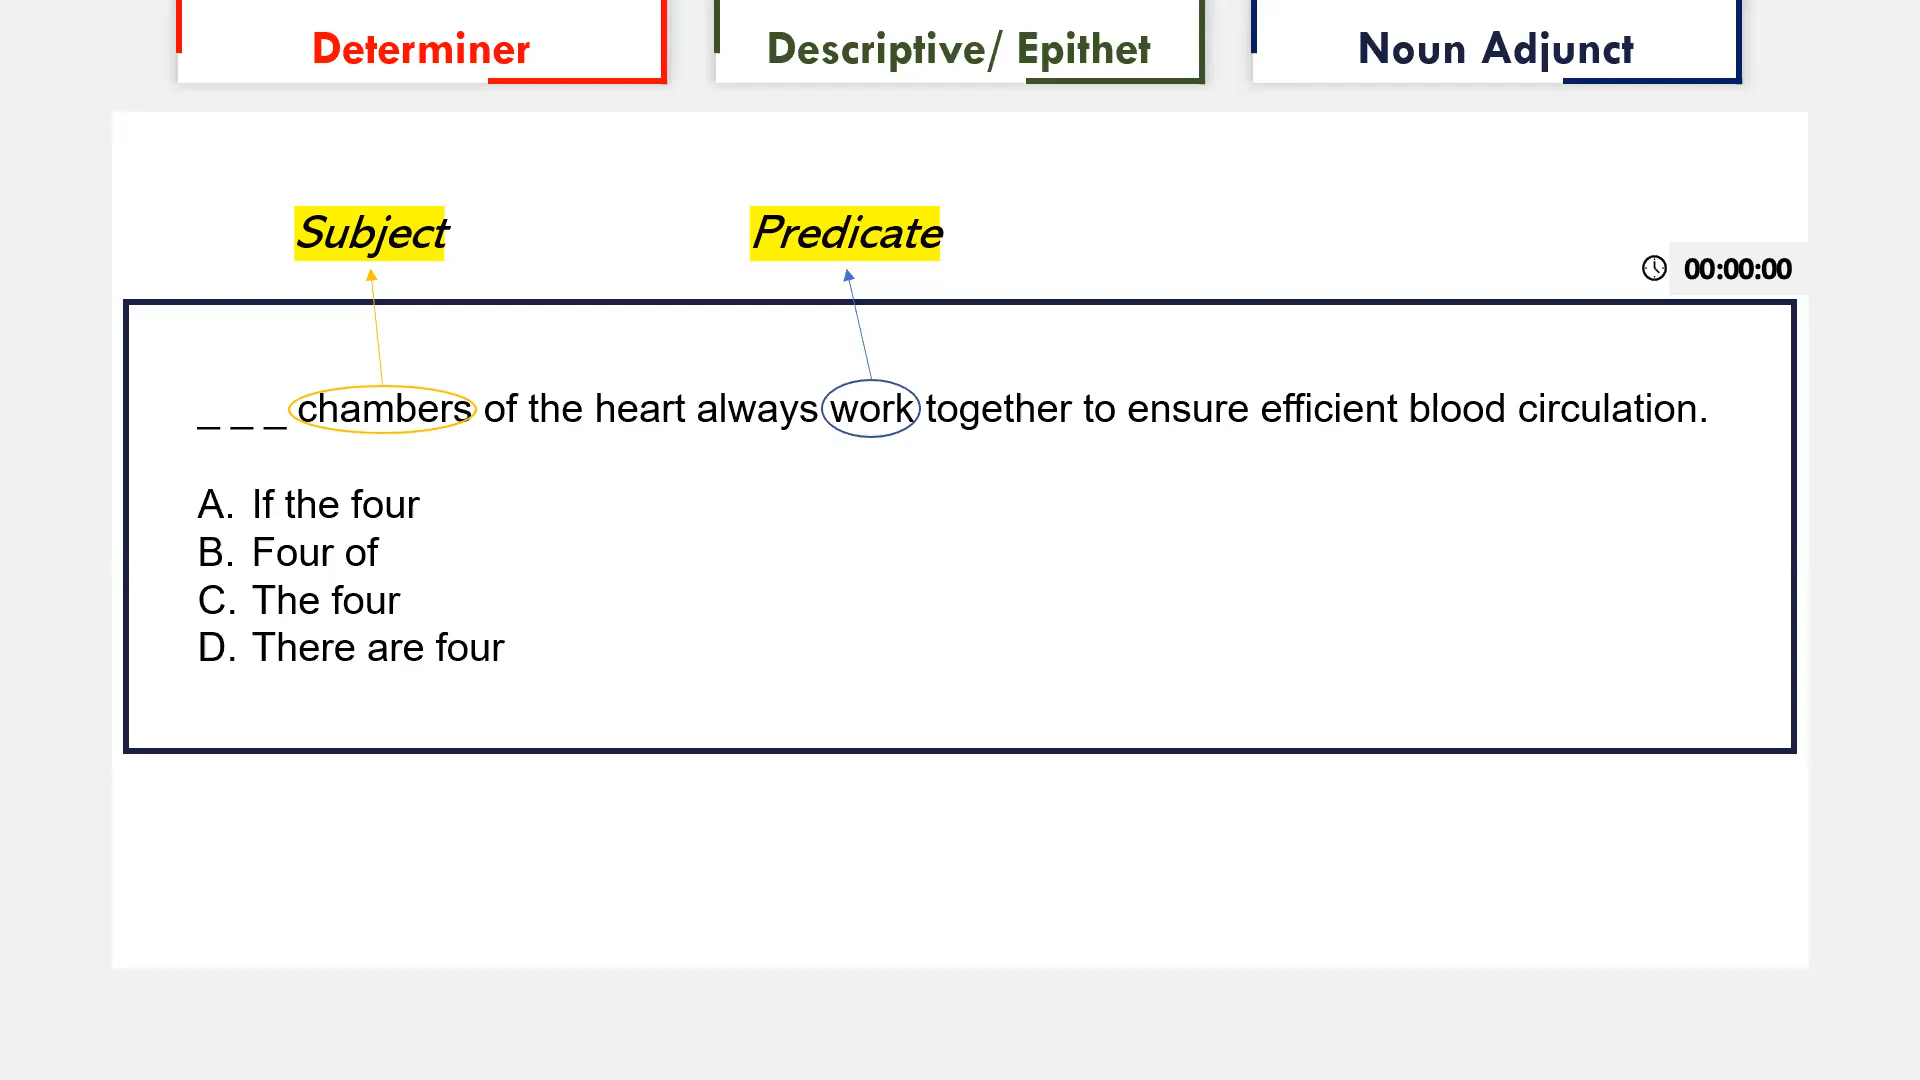 Determiner
Descriptive/ Epithet
Noun Adjunct
Subject
Predicate
00:00:00
_ _ _ chambers of the heart always work together to ensure efficient blood circulation.
A. If the four
B. Four of
C. The four
D. There are four